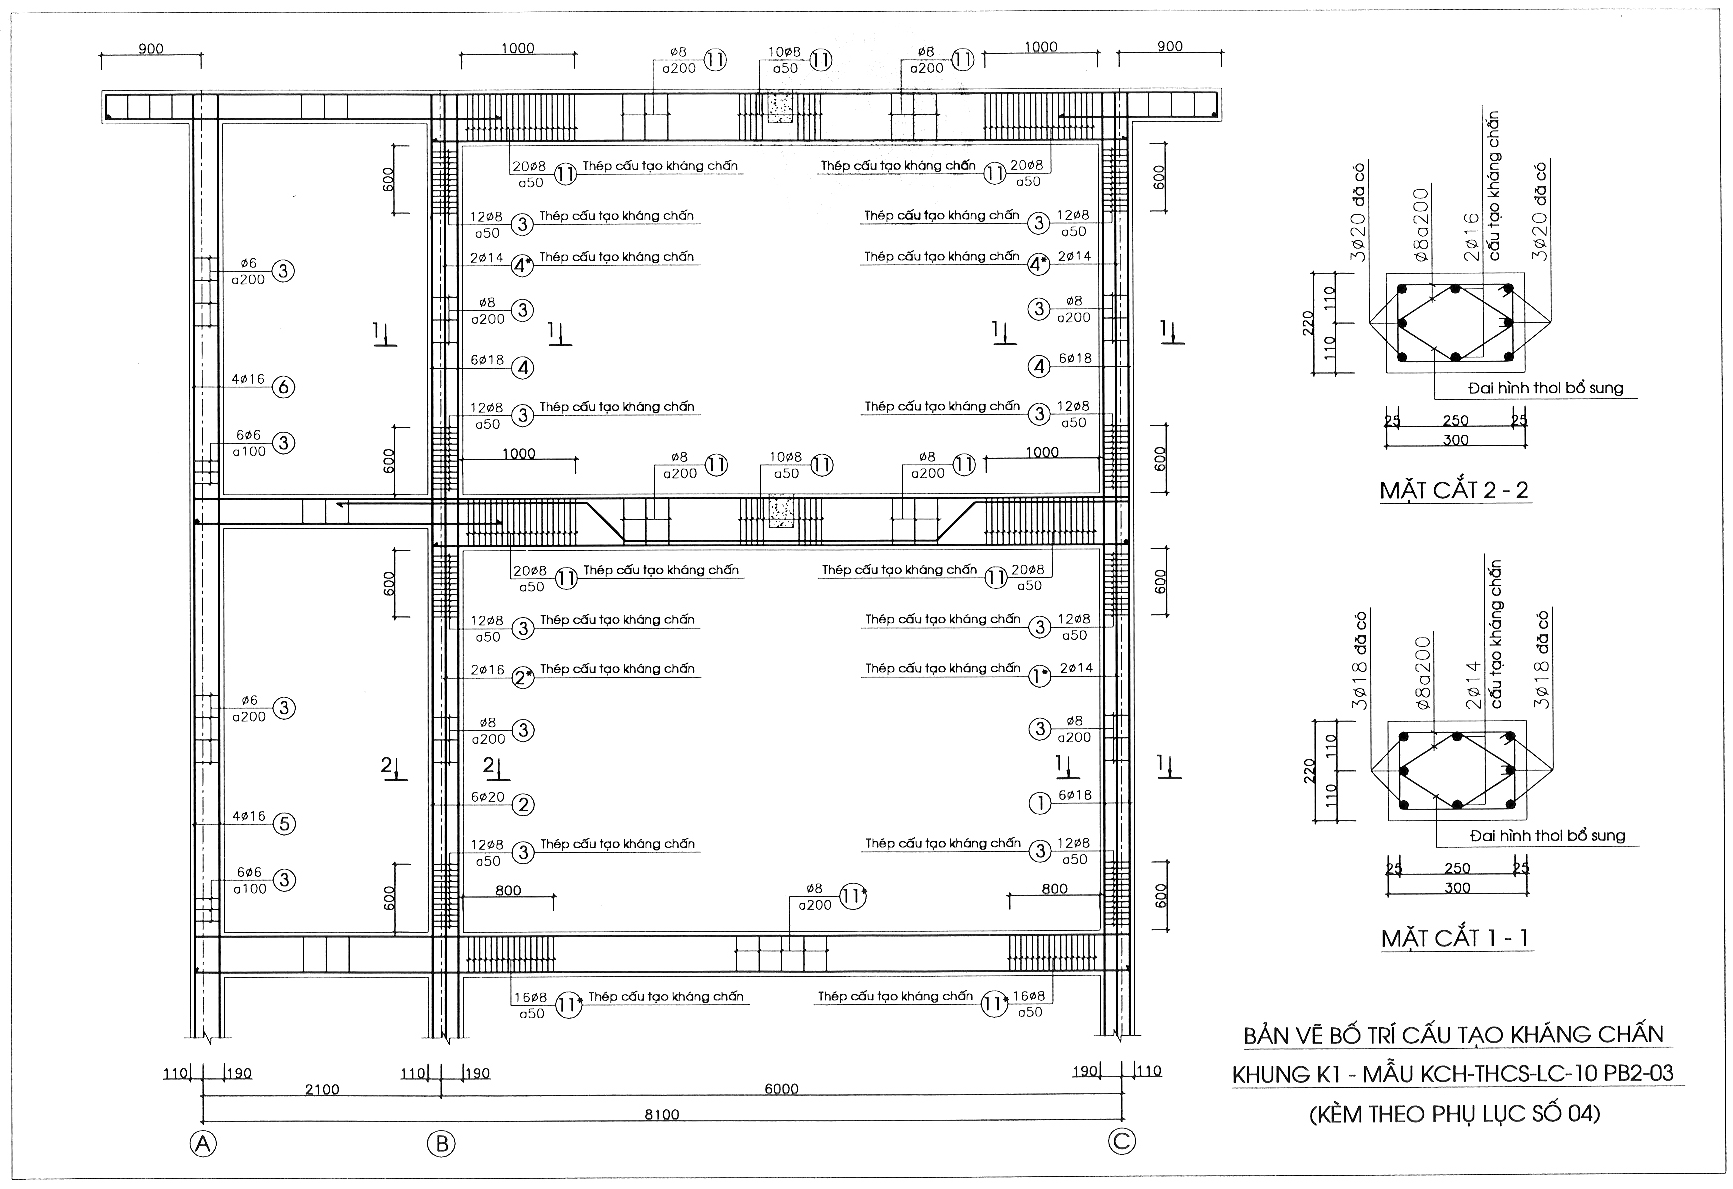 900
1000
ø8
a200
11
10ø8
a50
11
ø8
a200
11
1000
900
600
20ø8
a50
11
Thép cấu tạo kháng chấn
Thép cấu tạo kháng chấn
11
20ø8
a50
600
12ø8
a50
3
Thép cấu tạo kháng chấn
Thép cấu tạo kháng chấn
3
12ø8
a50
ø6
a200
3
2ø14
4*
Thép cấu tạo kháng chấn
Thép cấu tạo kháng chấn
4*
2ø14
ø8
a200
3
3
ø8
a200
1
1
1
1
4ø16
6
6ø18
4
4
6ø18
12ø8
a50
3
Thép cấu tạo kháng chấn
Thép cấu tạo kháng chấn
3
12ø8
a50
6ø6
a100
3
600
1000
ø8
a200
11
10ø8
a50
11
ø8
a200
11
1000
600
600
20ø8
a50
11
Thép cấu tạo kháng chấn
Thép cấu tạo kháng chấn
11
20ø8
a50
600
12ø8
a50
3
Thép cấu tạo kháng chấn
Thép cấu tạo kháng chấn
3
12ø8
a50
2ø16
2*
Thép cấu tạo kháng chấn
Thép cấu tạo kháng chấn
1*
2ø14
ø6
a200
3
ø8
a200
3
3
ø8
a200
2
2
1
1
6ø20
2
1
6ø18
4ø16
5
12ø8
a50
3
Thép cấu tạo kháng chấn
Thép cấu tạo kháng chấn
3
12ø8
a50
6ø6
a100
3
600
800
ø8
a200
11*
800
600
16ø8
a50
11*
Thép cấu tạo kháng chấn
Thép cấu tạo kháng chấn
11*
16ø8
a50
110
190
110
190
190
110
2100
6000
8100
A
B
C
3ø20 đã có
ø8a200
2ø16
cấu tạo kháng chấn
3ø20 đã có
220
110
110
Đai hình thoi bổ sung
25
250
25
300
MẶT CẮT 2 - 2
3ø18 đã có
ø8a200
2ø14
cấu tạo kháng chấn
3ø18 đã có
220
110
110
Đai hình thoi bổ sung
25
250
25
300
MẶT CẮT 1 - 1
BẢN VẼ BỐ TRÍ CẤU TẠO KHÁNG CHẤN
KHUNG K1 - MẪU KCH-THCS-LC-10 PB2-03
(KÈM THEO PHỤ LỤC SỐ 04)